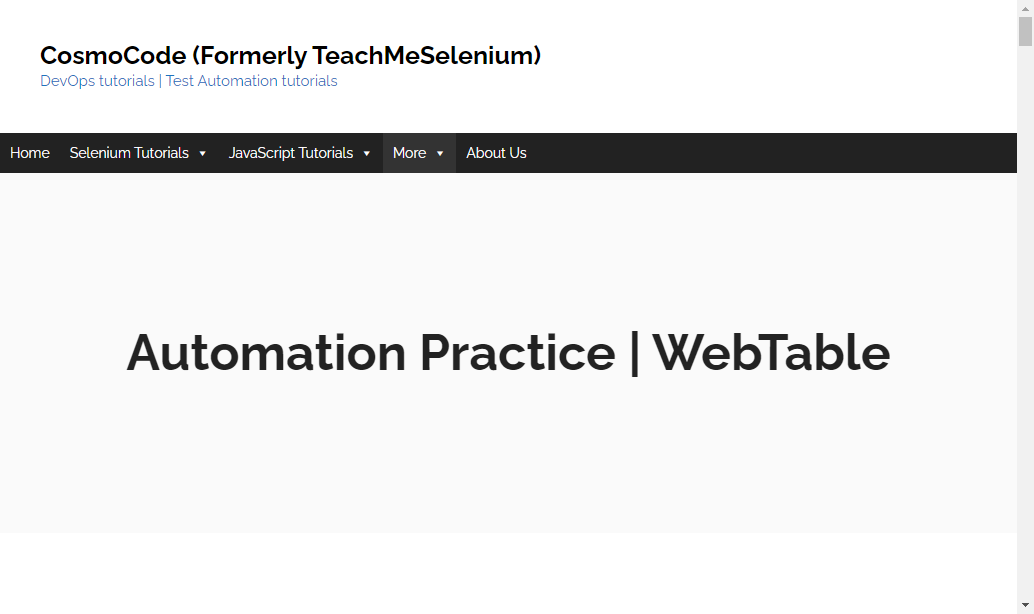 CosmoCode (Formerly TeachMeSelenium)
DevOps tutorials | Test Automation tutorials
Home Selenium Tutorials JavaScript Tutorials More About Us
Automation Practice | WebTable